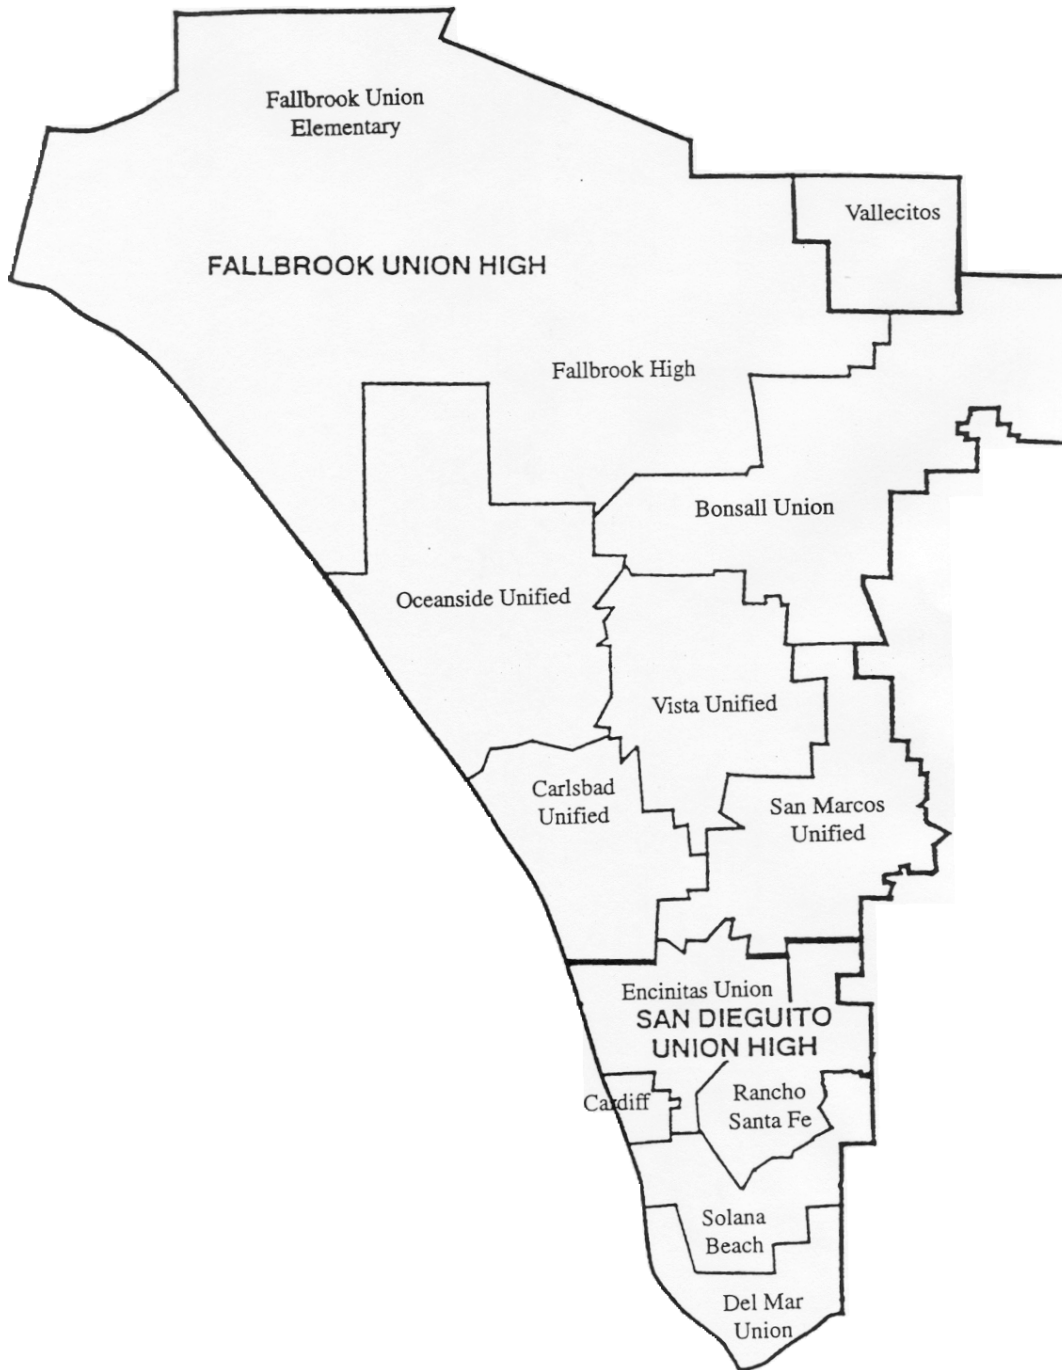 Fallbrook Union
Elementary
Vallecitos
FALLBROOK UNION HIGH
Fallbrook High
Bonsall Union
Oceanside Unified
Vista Unified
Carlsbad
Unified
San Marcos
Unified
Encinitas Union
SAN DIEGUITO
UNION HIGH
Cardiff
Rancho
Santa Fe
Solana
Beach
Del Mar
Union